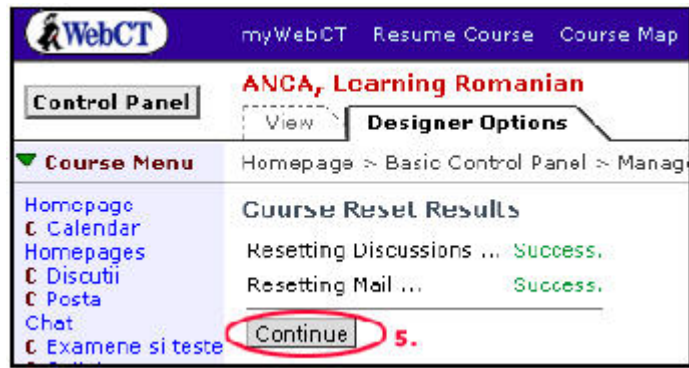 WebCT
myWebCT Resume Course Course Map
Control Panel
ANCA, Learning Romanian
View Designer Options
Course Menu
Homepage > Basic Control Panel >
Homepage
C Calendar
Homepages
C Discutii
C Posta
Chat
C Examene si teste
Course Reset Results
Resetting Discussions ... Success.
Resetting Mail ... Success.
Continue 5.